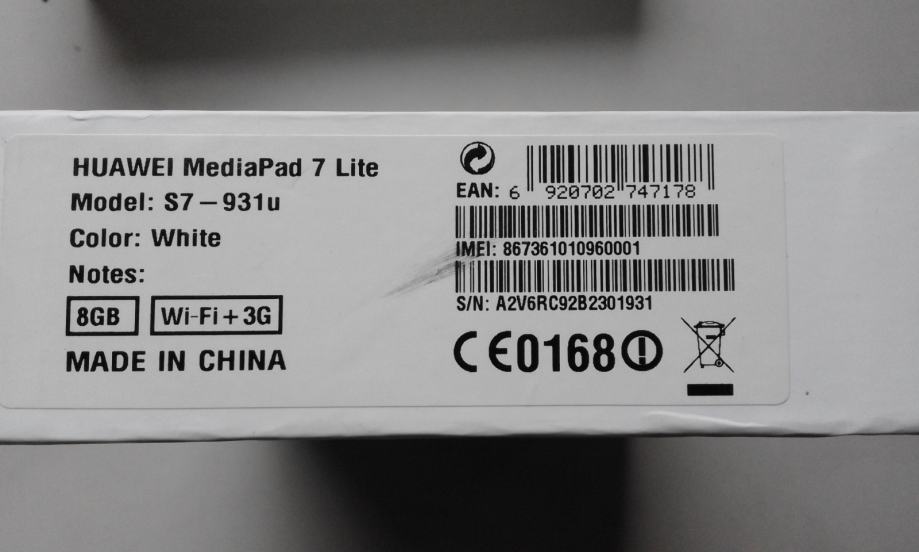 HUAWEI MediaPad 7 Lite
Model: S7-931u
Color: White
Notes:
8GB Wi-Fi+3G
MADE IN CHINA
EAN: 6 920702 747178
IMEI: 867361010960001
S/N: A2V6RC92B2301931
CE0168